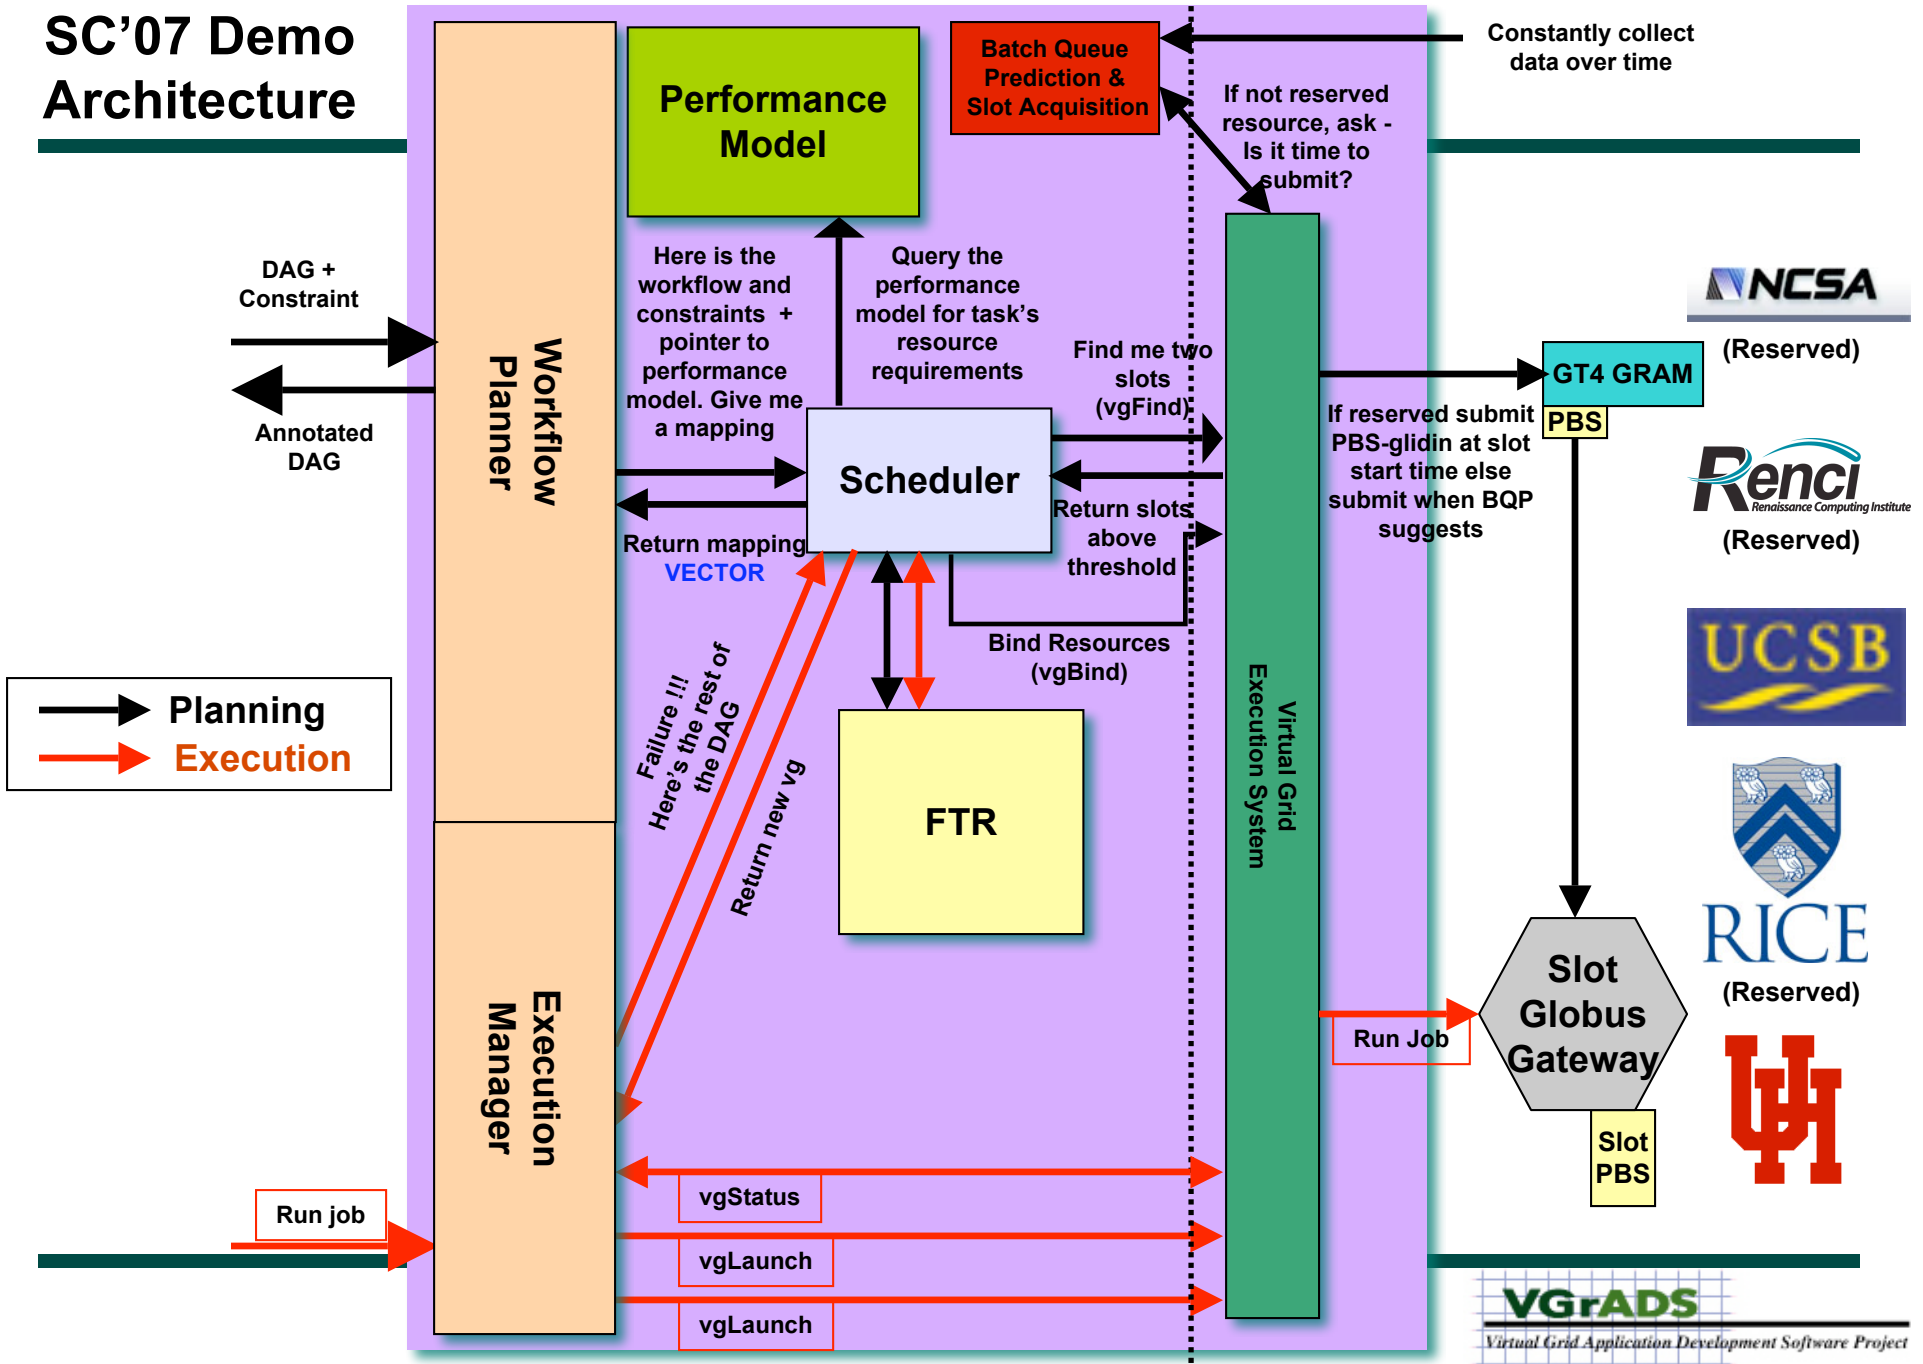 SC’07 Demo
Architecture
Performance
Model
Batch Queue
Prediction &
Slot Acquisition
Constantly collect
data over time
If not reserved
resource, ask -
Is it time to
submit?
DAG +
Constraint
Annotated
DAG
Workflow
Planner
Here is the
workflow and
constraints +
pointer to
performance
model. Give me
a mapping
Query the
performance
model for task’s
resource
requirements
Find me two
slots
(vgFind)
Scheduler
Return mapping
VECTOR
Return slots
above
threshold
Bind Resources
(vgBind)
Virtual Grid
Execution System
If reserved submit
PBS-glidin at slot
start time else
submit when BQP
suggests
GT4 GRAM
PBS
NCSA
(Reserved)
Renci
Renaissance Computing Institute
(Reserved)
UCSB
RICE
(Reserved)
UH
Planning
Execution
Failure !!!
Here’s the rest of
the DAG
Return new vg
FTR
Execution
Manager
Slot
Globus
Gateway
Run Job
Slot
PBS
Run job
vgStatus
vgLaunch
vgLaunch
VGrADS
Virtual Grid Application Development Software Project